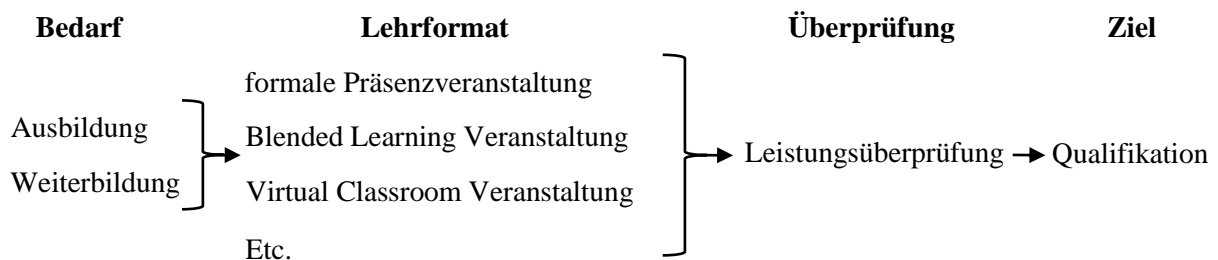 Bedarf Lehrformat Überprüfung Ziel
formale Präsenzveranstaltung
Ausbildung
Blended Learning Veranstaltung
Leistungsüberprüfung Qualifikation
Weiterbildung
Virtual Classroom Veranstaltung
Etc.